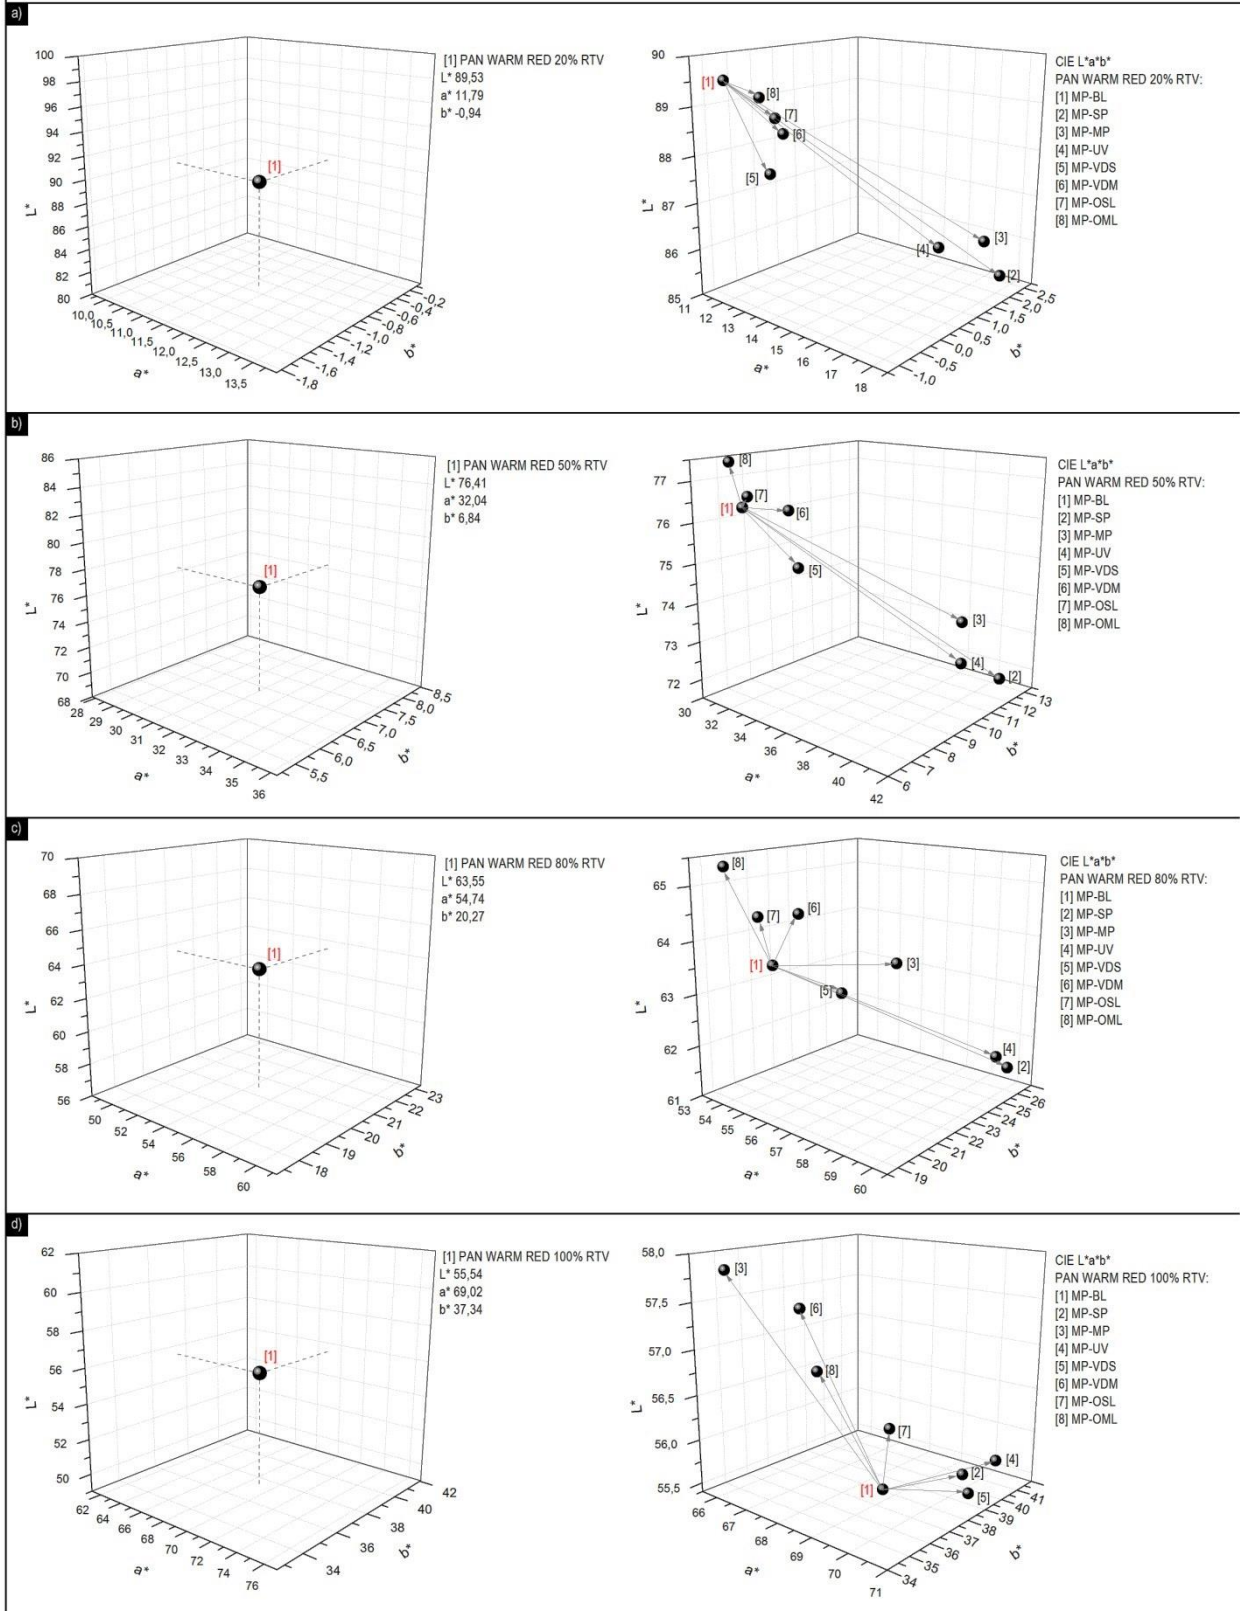 a)
100
98
96
94
92
90
88
86
84
82
80
L*
10,0
10,5
11,0
11,5
12,0
12,5
13,0
13,5
a*
-1,8
-1,6
-1,4
-1,2
-1,0
-0,8
-0,6
-0,4
-0,2
b*
[1]
[1] PAN WARM RED 20% RTV
L* 89,53
a* 11,79
b* -0,94
90
89
88
87
86
85
L*
11
12
13
14
15
16
17
18
a*
-1,0
-0,5
0,0
0,5
1,0
1,5
2,0
2,5
b*
[1]
[8]
[7]
[6]
[5]
[4]
[3]
[2]
CIE L*a*b*
PAN WARM RED 20% RTV:
[1] MP-BL
[2] MP-SP
[3] MP-MP
[4] MP-UV
[5] MP-VDS
[6] MP-VDM
[7] MP-OSL
[8] MP-OML
b)
86
84
82
80
78
76
74
72
70
68
L*
28
29
30
31
32
33
34
35
36
a*
5,5
6,0
6,5
7,0
7,5
8,0
8,5
b*
[1]
[1] PAN WARM RED 50% RTV
L* 76,41
a* 32,04
b* 6,84
77
76
75
74
73
72
L*
30
32
34
36
38
40
42
a*
6
7
8
9
10
11
12
13
b*
[8]
[7]
[1]
[6]
[5]
[3]
[4]
[2]
CIE L*a*b*
PAN WARM RED 50% RTV:
[1] MP-BL
[2] MP-SP
[3] MP-MP
[4] MP-UV
[5] MP-VDS
[6] MP-VDM
[7] MP-OSL
[8] MP-OML
c)
70
68
66
64
62
60
58
56
L*
50
52
54
56
58
60
a*
18
19
20
21
22
23
b*
[1]
[1] PAN WARM RED 80% RTV
L* 63,55
a* 54,74
b* 20,27
65
64
63
62
61
L*
53
54
55
56
57
58
59
60
a*
19
20
21
22
23
24
25
26
b*
[8]
[7]
[6]
[1]
[3]
[5]
[4]
[2]
CIE L*a*b*
PAN WARM RED 80% RTV:
[1] MP-BL
[2] MP-SP
[3] MP-MP
[4] MP-UV
[5] MP-VDS
[6] MP-VDM
[7] MP-OSL
[8] MP-OML
d)
62
60
58
56
54
52
50
L*
62
64
66
68
70
72
74
76
a*
34
36
38
40
42
b*
[1]
[1] PAN WARM RED 100% RTV
L* 55,54
a* 69,02
b* 37,34
58,0
57,5
57,0
56,5
56,0
55,5
L*
66
67
68
69
70
71
a*
34
35
36
37
38
39
40
41
b*
[3]
[6]
[8]
[7]
[4]
[2]
[1]
[5]
CIE L*a*b*
PAN WARM RED 100% RTV:
[1] MP-BL
[2] MP-SP
[3] MP-MP
[4] MP-UV
[5] MP-VDS
[6] MP-VDM
[7] MP-OSL
[8] MP-OML